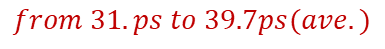 from 31. ps to 39.7ps(ave. )